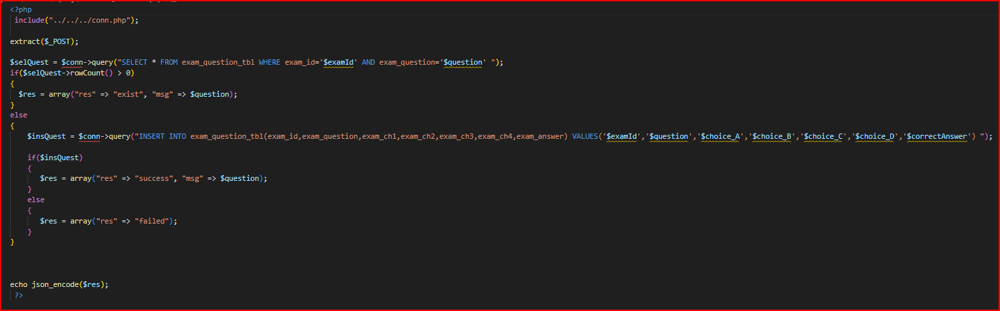 <?php
include("../../../conn.php");
extract($_POST);
$selQuest = $conn->query("SELECT * FROM exam_question_tbl WHERE exam_id='$examId' AND exam_question='$question' ");
if($selQuest->rowCount() > 0)
{
$res = array("res" => "exist", "msg" => $question);
}
else
{
$insQuest = $conn->query("INSERT INTO exam_question_tbl(exam_id,exam_question,exam_ch1,exam_ch2,exam_ch3,exam_ch4,exam_answer) VALUES('$examId','$question','$choice_A','$choice_B','$choice_C','$choice_D','$correctAnswer') ");
if($insQuest)
{
$res = array("res" => "success", "msg" => $question);
}
else
{
$res = array("res" => "failed");
}
}
echo json_encode($res);
?>